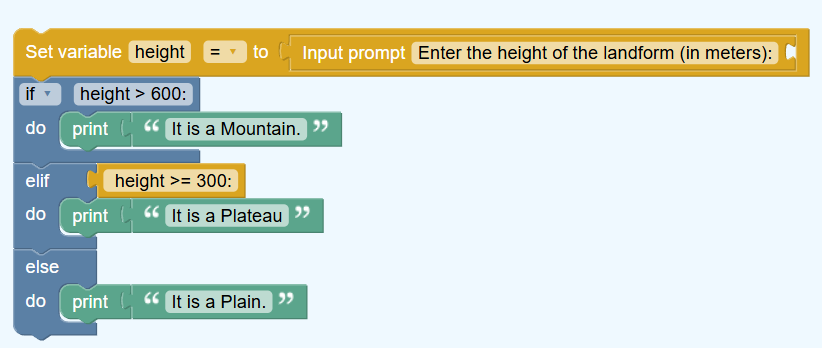 Set variable height = to Input prompt Enter the height of the landform (in meters):
if height > 600:
do print “ It is a Mountain. ”
elif height >= 300:
do print “ It is a Plateau ”
else
do print “ It is a Plain. ”